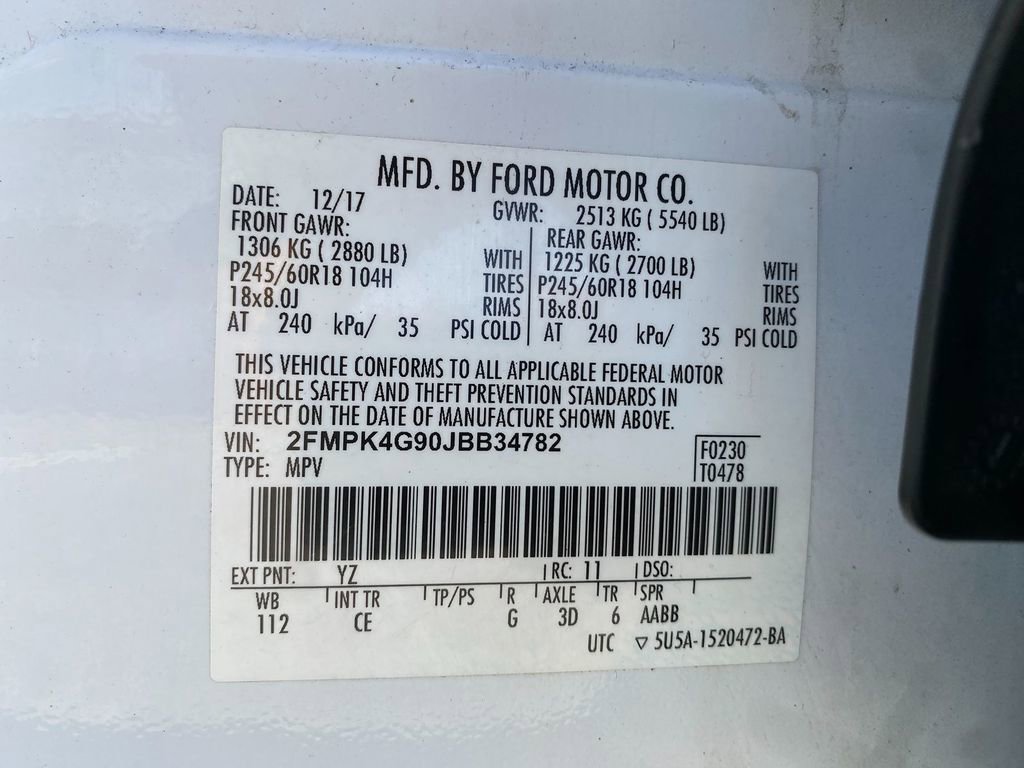 MFD. BY FORD MOTOR CO.
DATE: 12/17 GVWR: 2513 KG ( 5540 LB)
FRONT GAWR: REAR GAWR:
1306 KG ( 2880 LB) WITH 1225 KG ( 2700 LB) WITH
P245/60R18 104H TIRES P245/60R18 104H TIRES
18x8.0J RIMS 18x8.0J RIMS
AT 240 kPa/ 35 PSI COLD AT 240 kPa/ 35 PSI COLD
THIS VEHICLE CONFORMS TO ALL APPLICABLE FEDERAL MOTOR
VEHICLE SAFETY AND THEFT PREVENTION STANDARDS IN
EFFECT ON THE DATE OF MANUFACTURE SHOWN ABOVE.
VIN: 2FMPK4G90JBB34782 F0230
TYPE: MPV T0478
EXT PNT: YZ RC: 11 DSO:
WB INT TR TP/PS R AXLE TR SPR
112 CE G 3D 6 AABB
UTC ▽ 5U5A-1520472-BA